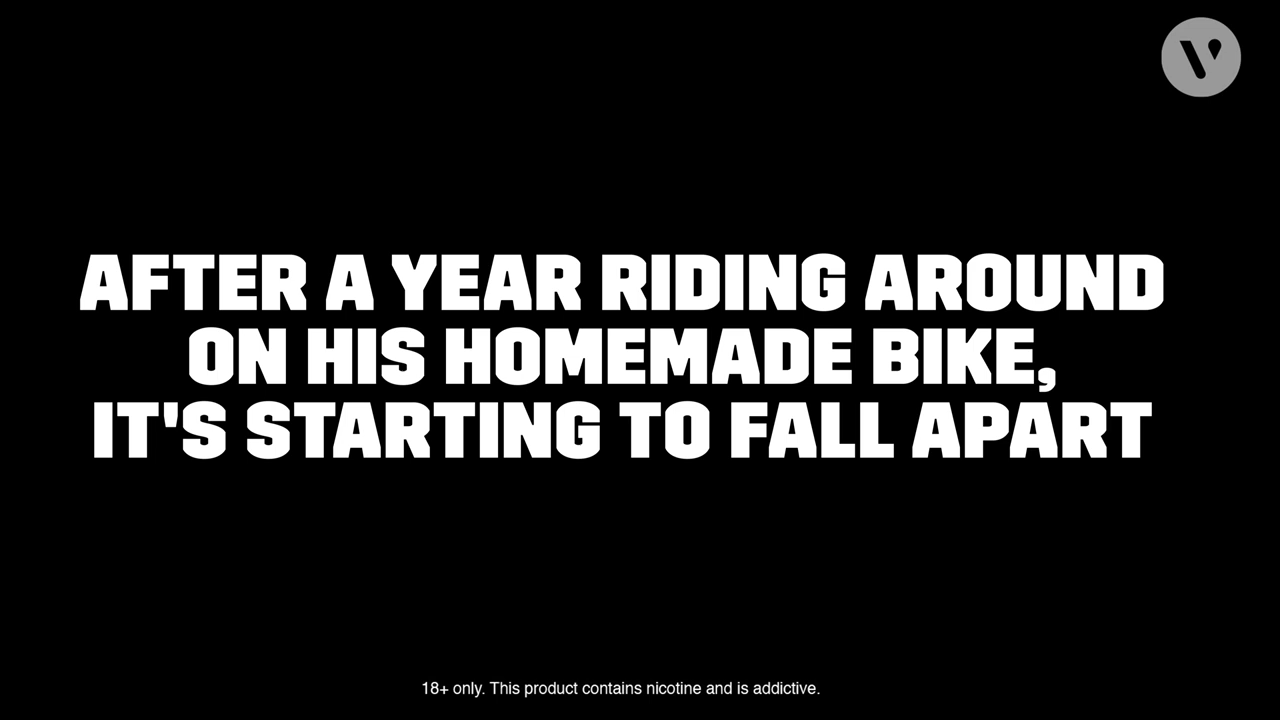 AFTER A YEAR RIDING AROUND
ON HIS HOMEMADE BIKE,
IT'S STARTING TO FALL APART
18+ only. This product contains nicotine and is addictive.